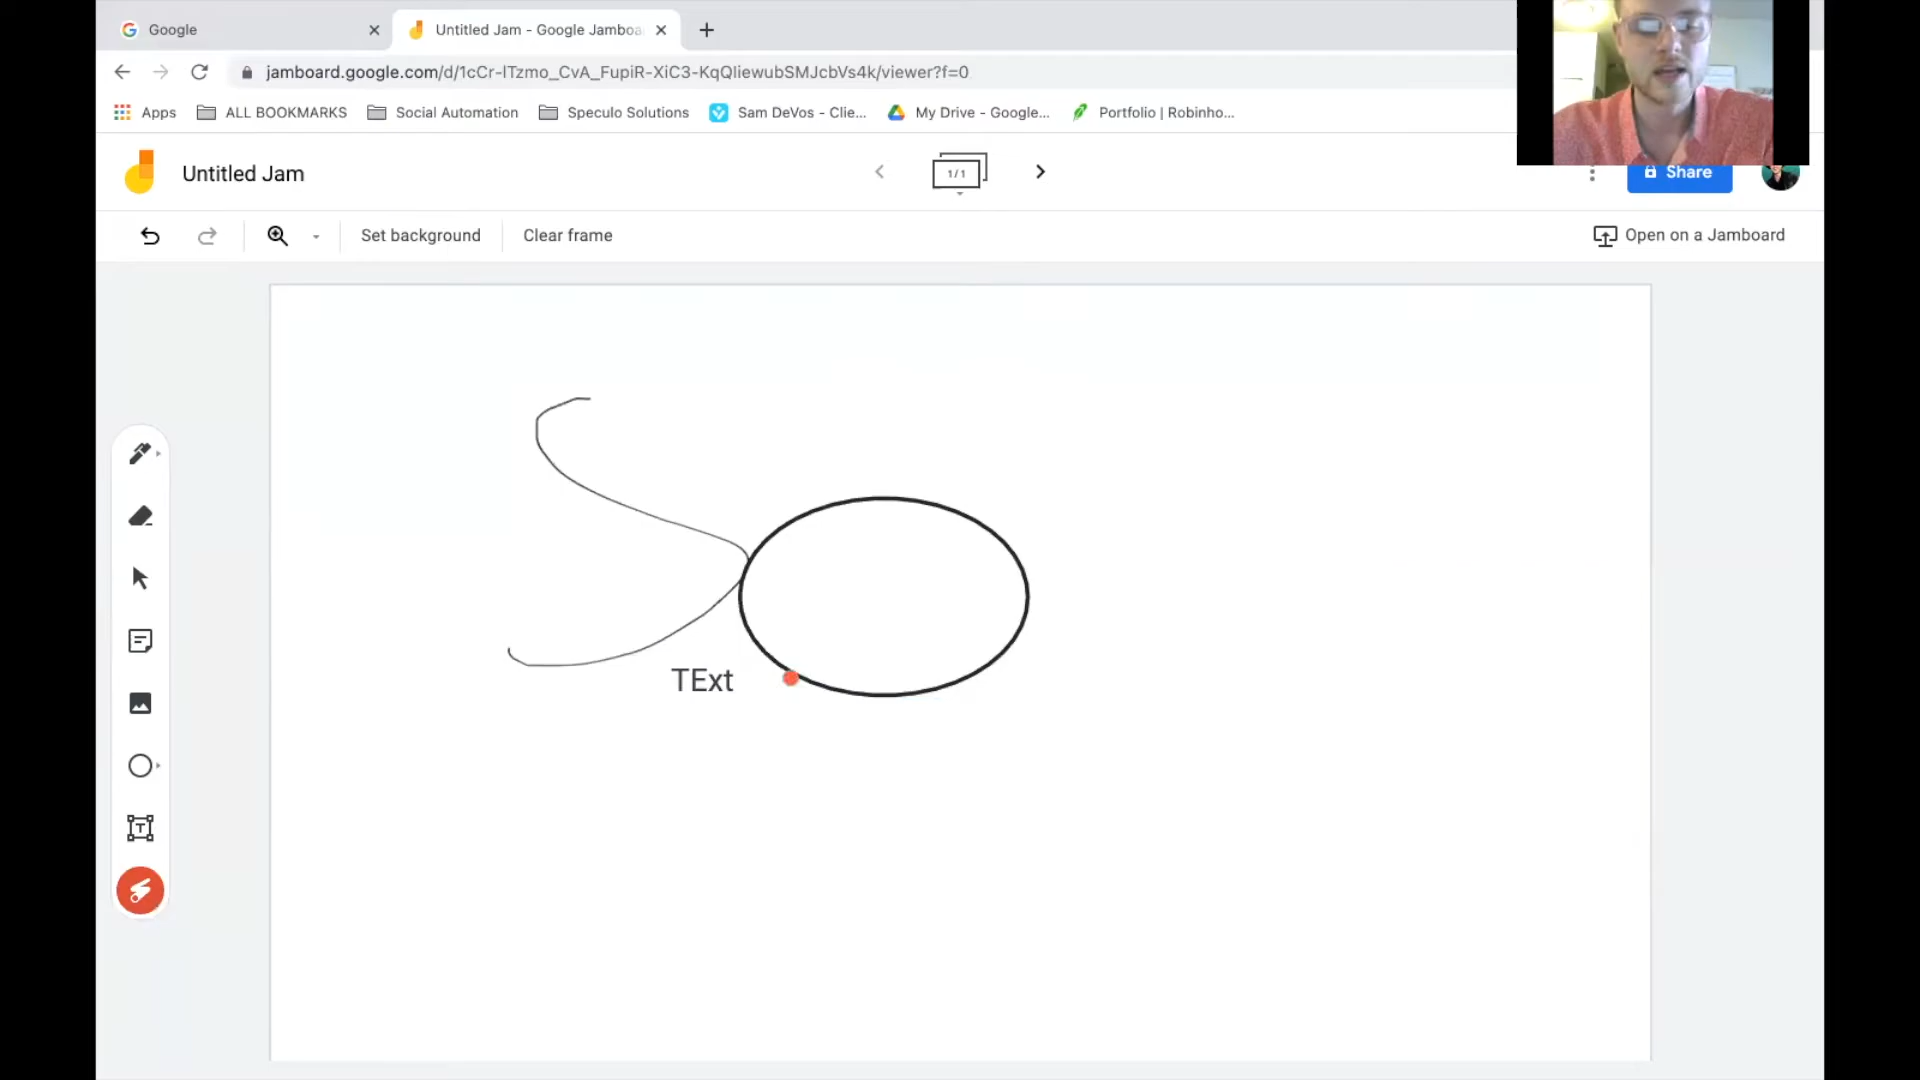 Google
Untitled Jam - Google Jamboa
jamboard.google.com/d/1cCr-lTzmo_CvA_FupiR-XiC3-KqQIiewubSMJcbVs4k/viewer?f=0
Apps
ALL BOOKMARKS
Social Automation
Speculo Solutions
Sam DeVos - Clie...
My Drive - Google...
Portfolio | Robinho...
Untitled Jam
1/1
Share
Set background
Clear frame
Open on a Jamboard
TExt